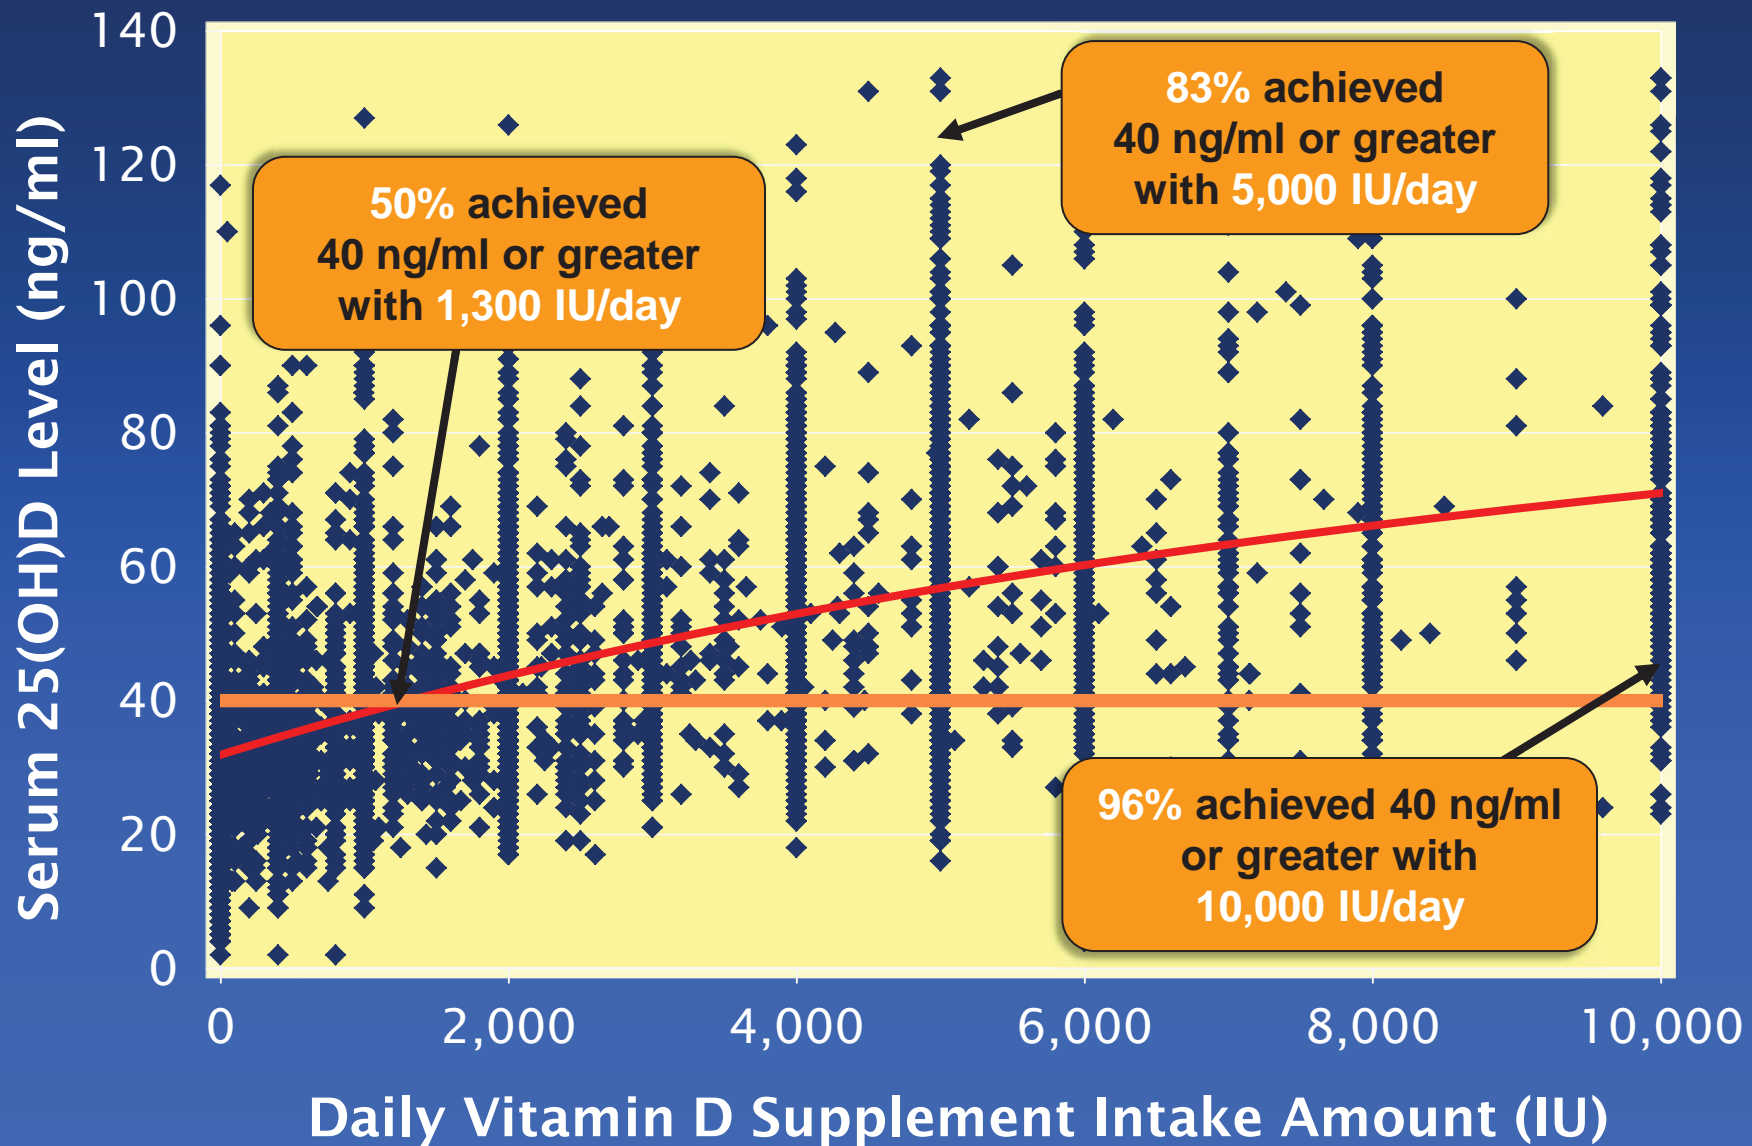 140
120
100
80
60
40
20
0
Serum 25(OH)D Level (ng/ml)
50% achieved
40 ng/ml or greater
with 1,300 IU/day
83% achieved
40 ng/ml or greater
with 5,000 IU/day
96% achieved 40 ng/ml
or greater with
10,000 IU/day
0 2,000 4,000 6,000 8,000 10,000
Daily Vitamin D Supplement Intake Amount (IU)